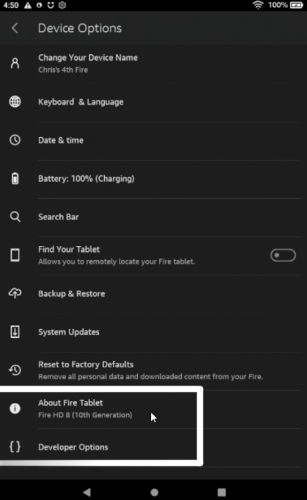 4:50
100%
Device Options
Change Your Device Name
Chris's 4th Fire
Keyboard & Language
Date & time
Battery: 100% (Charging)
Search Bar
Find Your Tablet
Allows you to remotely locate your Fire tablet.
Backup & Restore
System Updates
Reset to Factory Defaults
Remove all personal data and downloaded content from your Fire.
About Fire Tablet
Fire HD 8 (10th Generation)
Developer Options